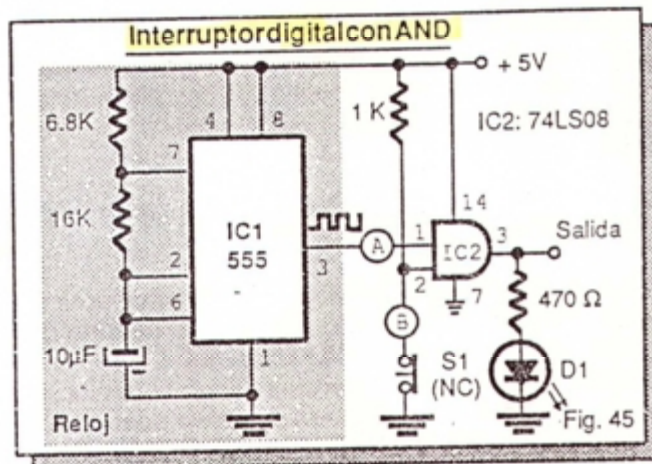 InterruptordigitalconAND
+ 5V
6.8K
4
8
1 K
IC2: 74LS08
7
14
16K
IC1
555
A
1
IC2
3
Salida
3
2
2
7
470 Ω
6
B
10µF
1
S1
(NC)
D1
Reloj
Fig. 45